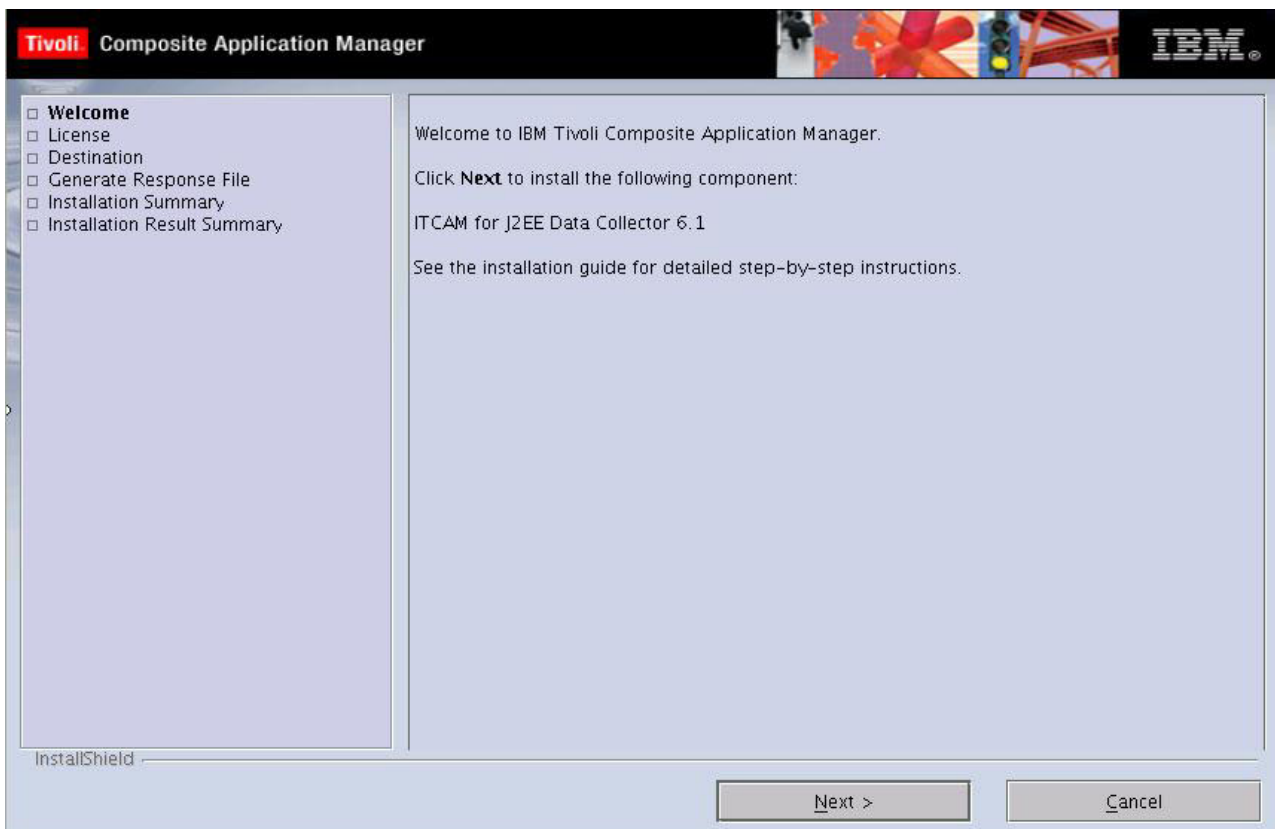 Tivoli. Composite Application Manager
IBM®
Welcome
License
Destination
Generate Response File
Installation Summary
Installation Result Summary
Welcome to IBM Tivoli Composite Application Manager.
Click Next to install the following component:
ITCAM for J2EE Data Collector 6.1
See the installation guide for detailed step-by-step instructions.
InstallShield
Next >
Cancel